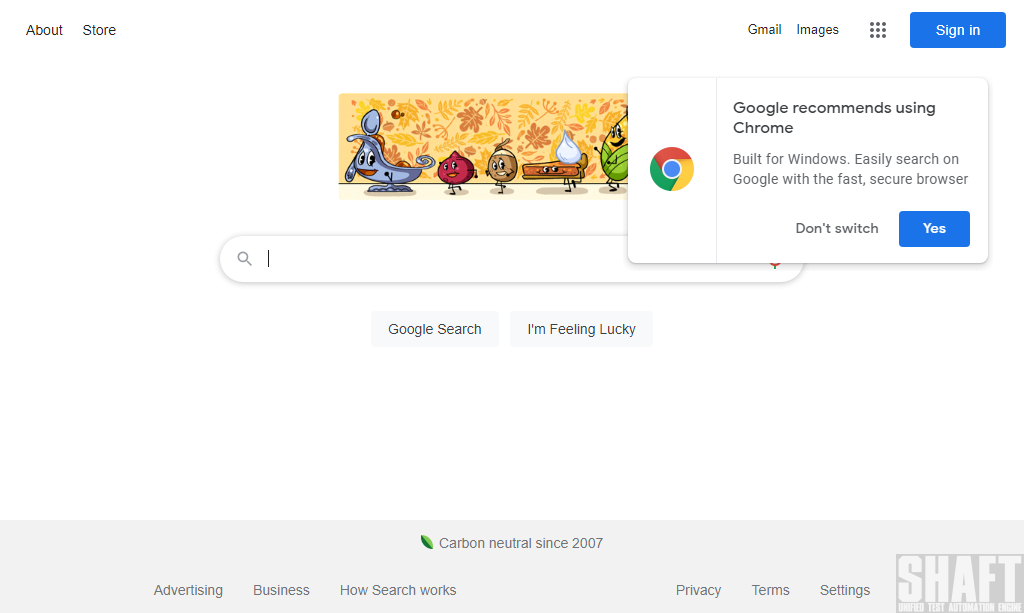 About Store
Gmail Images
Sign in
Google recommends using
Chrome
Built for Windows. Easily search on
Google with the fast, secure browser
Don't switch
Yes
Google Search
I'm Feeling Lucky
Carbon neutral since 2007
Advertising Business How Search works
Privacy Terms Settings
SHAFT
UNIFIED TEST AUTOMATION ENGINE